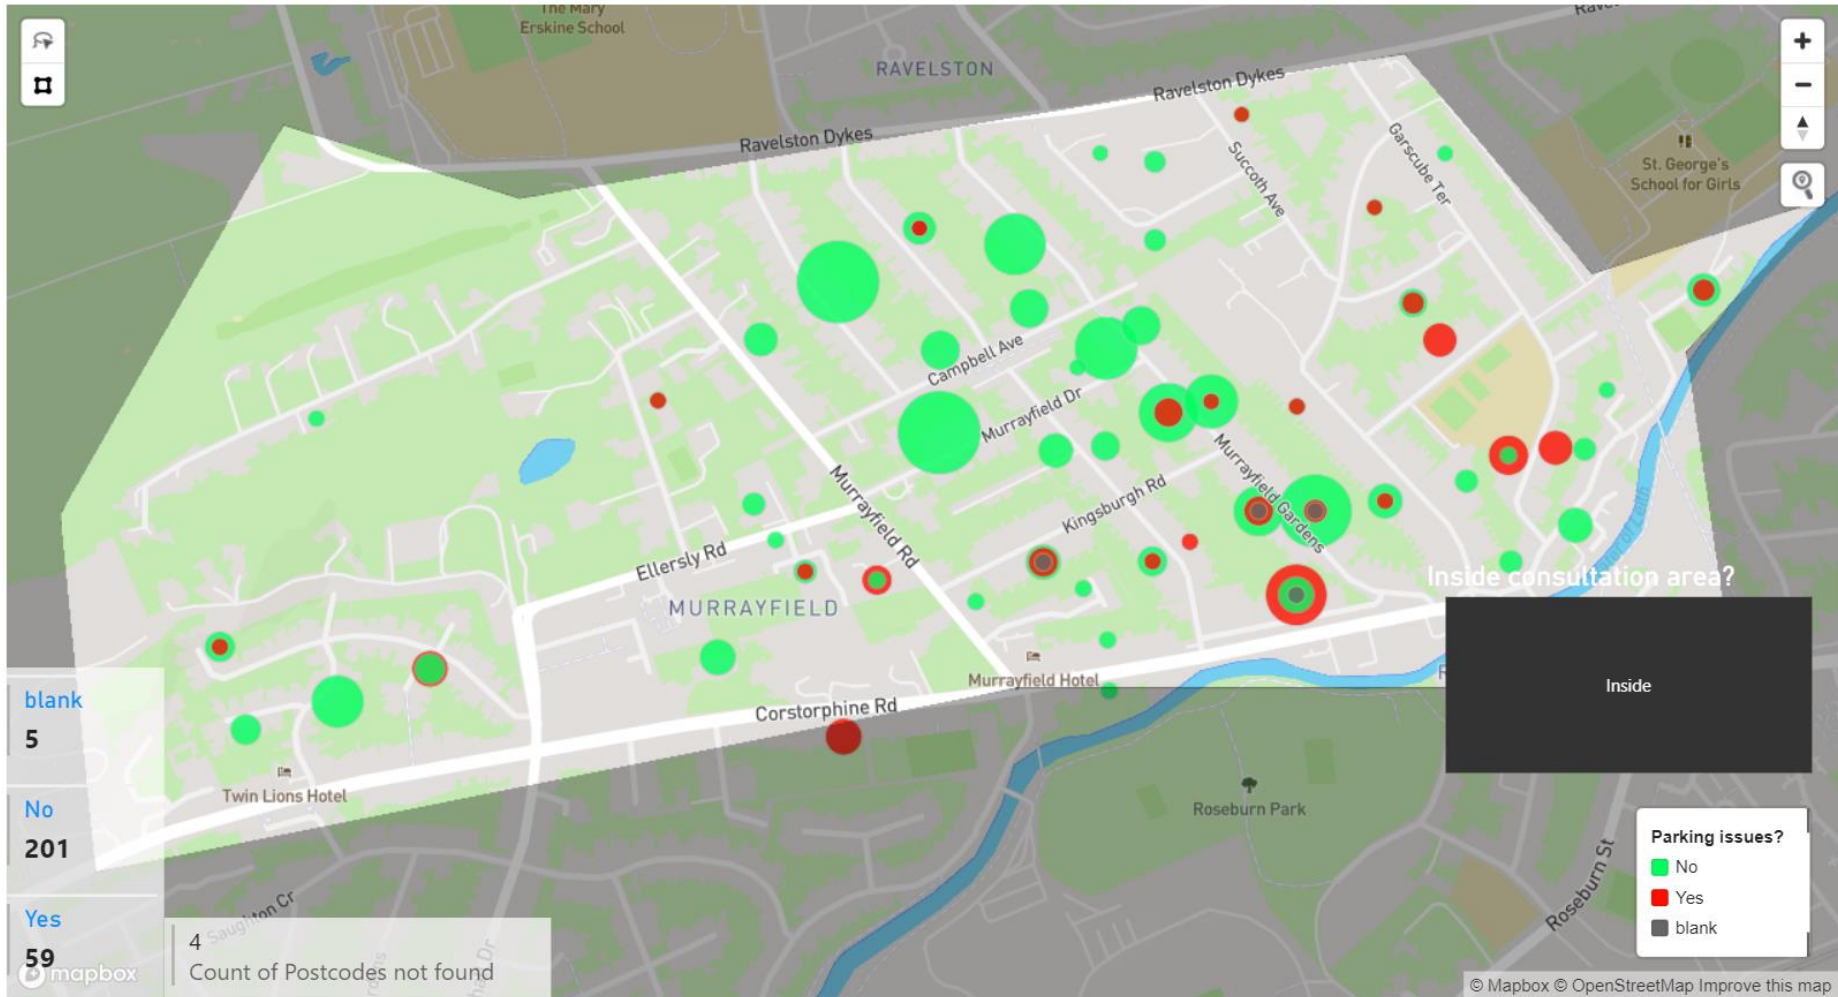 The Mary
Erskine School
RAVELSTON
Ravelston Dykes
Ravelston Dykes
Succoth Ave
Garscube Ter
St. George's
School for Girls
Campbell Ave
Murrayfield Dr
Murrayfield Rd
Kingsburgh Rd
Murrayfield Gardens
Ellersly Rd
MURRAYFIELD
Inside consultation area?
Inside
Murrayfield Hotel
Corstorphine Rd
Twin Lions Hotel
Roseburn Park
Roseburn St
Saughton Cr
blank
5
No
201
Yes
59
mapbox
4
Count of Postcodes not found
Parking issues?
No
Yes
blank
© Mapbox © OpenStreetMap Improve this map